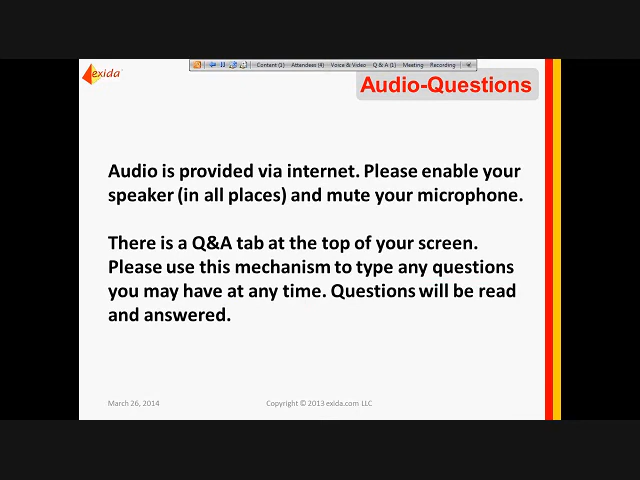 Content (1) Attendees (4) Voice & Video Q & A (1) Meeting Recording
exida
Audio-Questions
Audio is provided via internet. Please enable your
speaker (in all places) and mute your microphone.
There is a Q&A tab at the top of your screen.
Please use this mechanism to type any questions
you may have at any time. Questions will be read
and answered.
March 26, 2014 Copyright © 2013 exida.com LLC